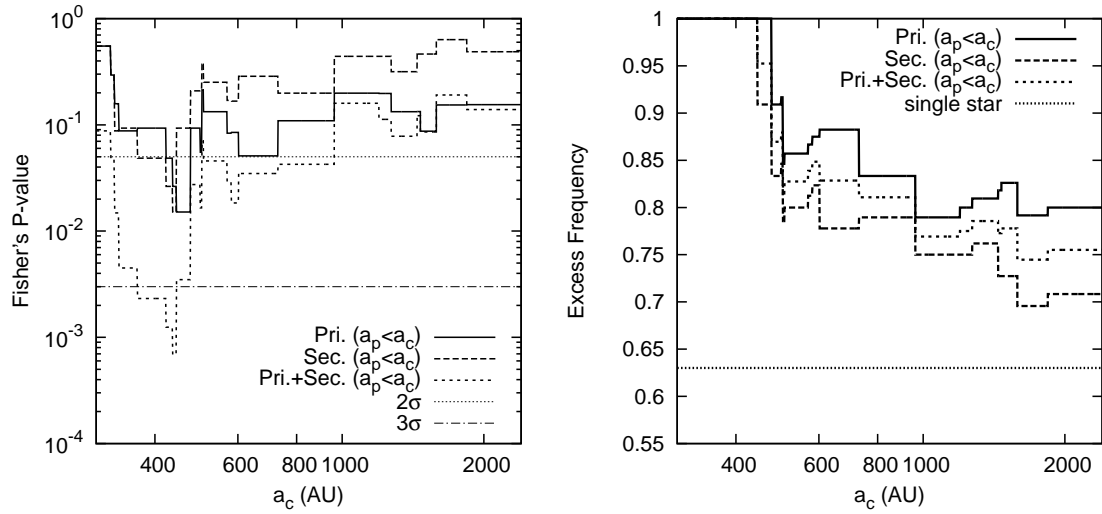 10^0
10^-1
10^-2
10^-3
10^-4
Fisher's P-value
400 600 800 1000 2000
a_c (AU)
Pri. (a_p<a_c)
Sec. (a_p<a_c)
Pri.+Sec. (a_p<a_c)
2σ
3σ
1
0.95
0.9
0.85
0.8
0.75
0.7
0.65
0.6
0.55
Excess Frequency
400 600 800 1000 2000
a_c (AU)
Pri. (a_p<a_c)
Sec. (a_p<a_c)
Pri.+Sec. (a_p<a_c)
single star